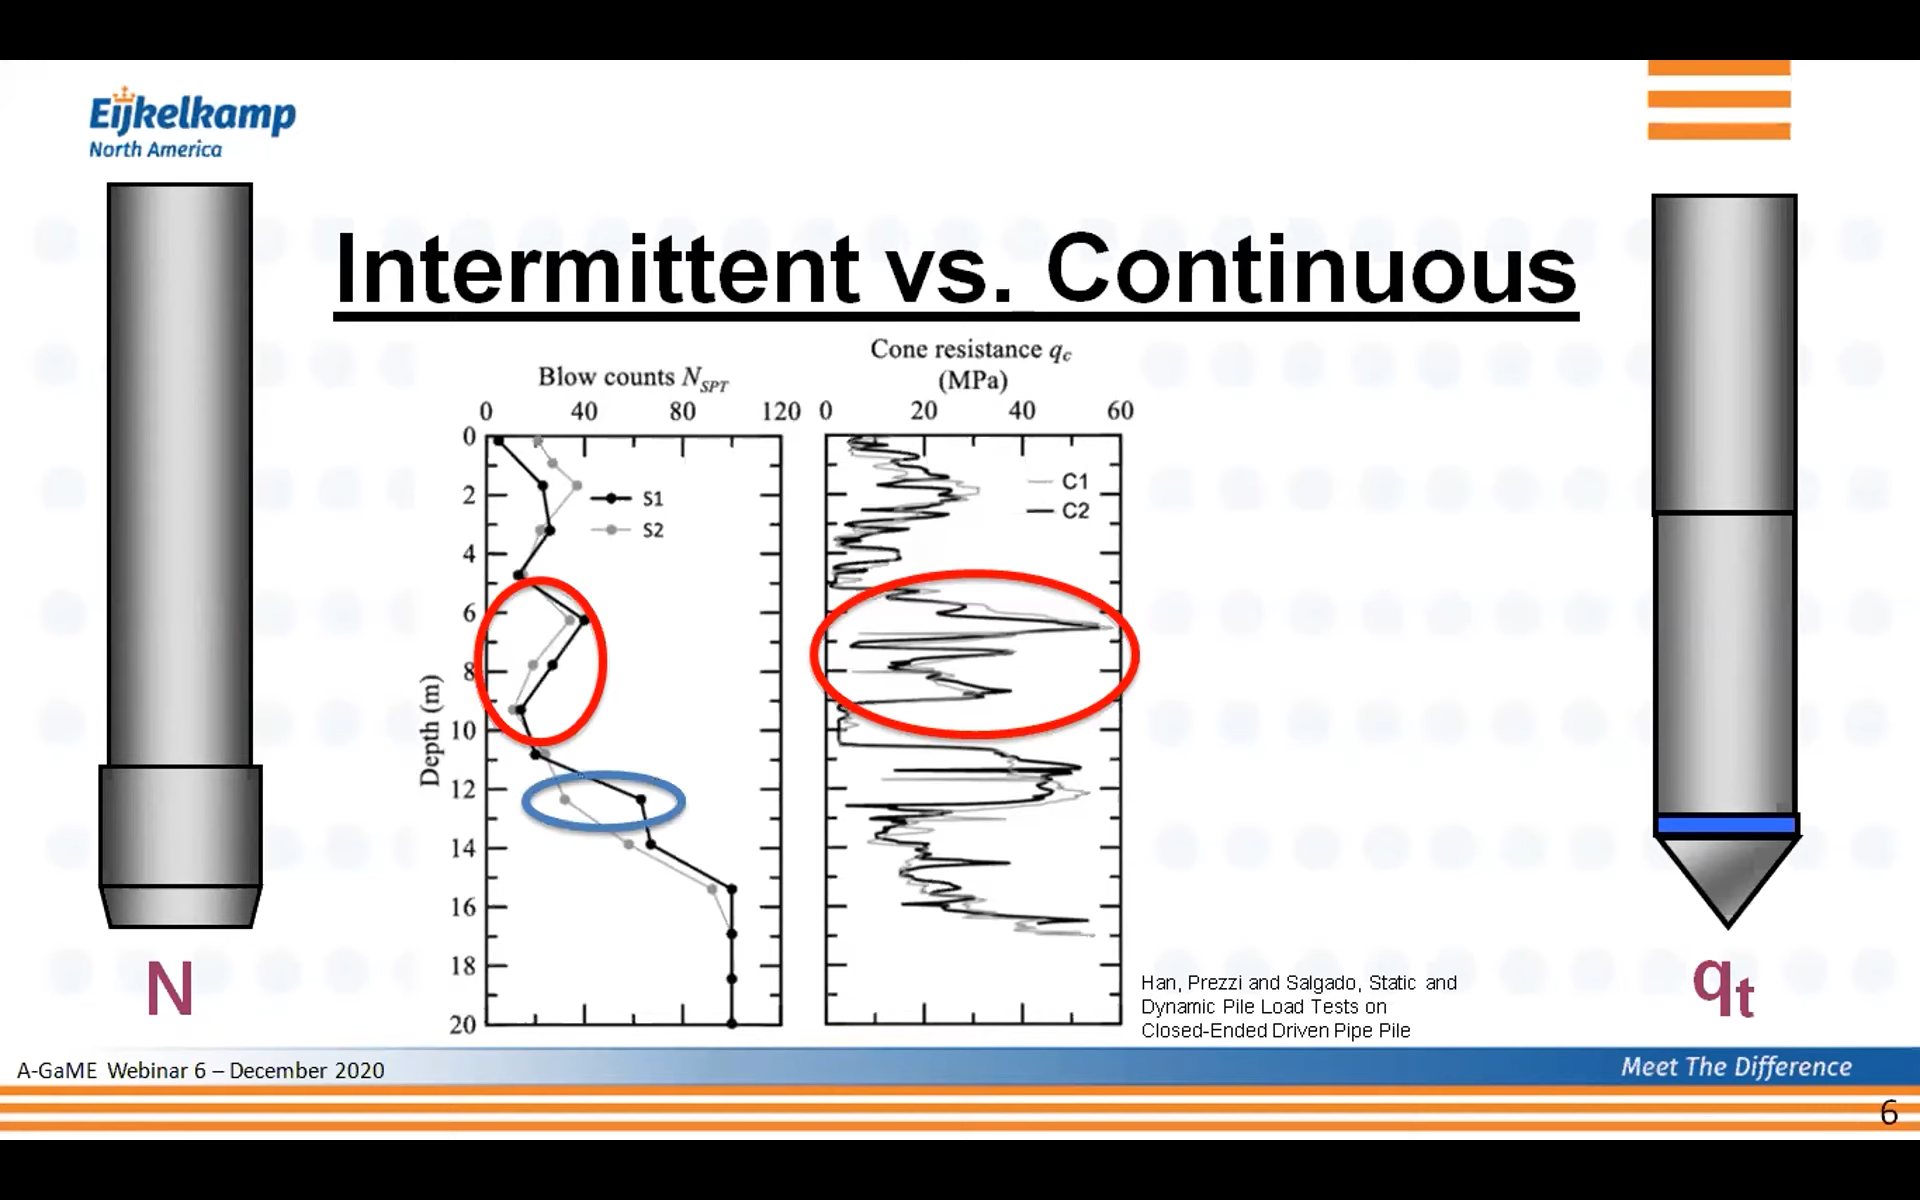 Eijkelkamp
North America
Intermittent vs. Continuous
Blow counts N_SPT
0 40 80 120
0
2
4
6
8
10
12
14
16
18
20
Depth (m)
S1
S2
Cone resistance q_c
(MPa)
0 20 40 60
C1
C2
N
q_t
Han, Prezzi and Salgado, Static and
Dynamic Pile Load Tests on
Closed-Ended Driven Pipe Pile
A-GaME Webinar 6 – December 2020
Meet The Difference
6